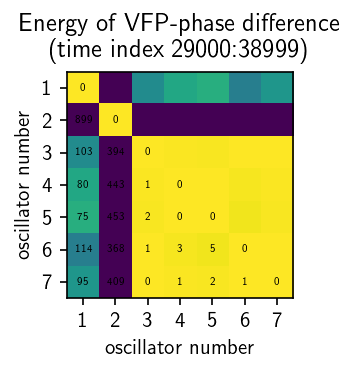 Energy of VFP-phase difference
(time index 29000:38999)
1 0
2 899 0
3 103 394 0
4 80 443 1 0
5 75 453 2 0 0
6 114 368 1 3 5 0
7 95 409 0 1 2 1 0
1 2 3 4 5 6 7
oscillator number
oscillator number